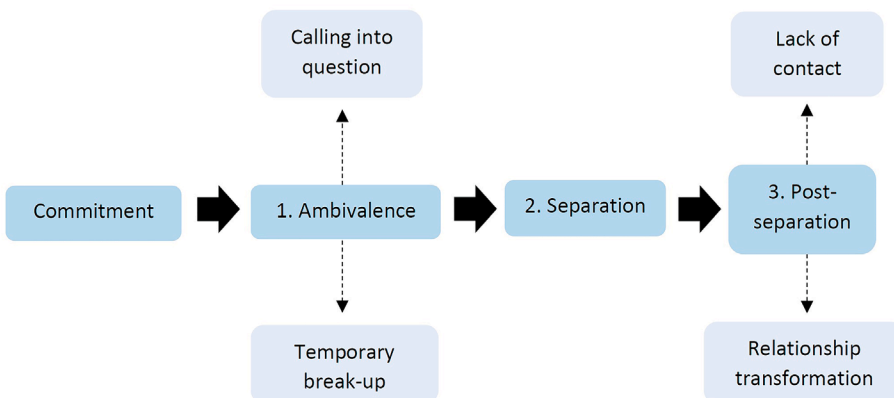 Calling into
question
Lack of
contact
Commitment
1. Ambivalence
2. Separation
3. Post-
separation
Temporary
break-up
Relationship
transformation